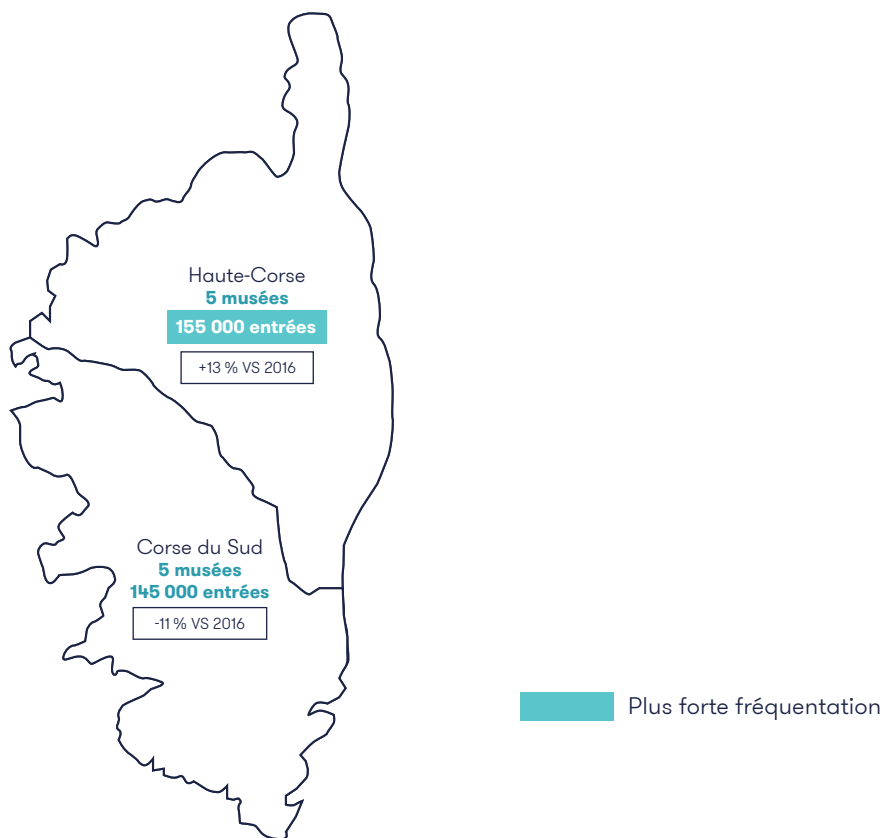 Haute-Corse
5 musées
155 000 entrées
+13 % VS 2016
Corse du Sud
5 musées
145 000 entrées
-11 % VS 2016
Plus forte fréquentation